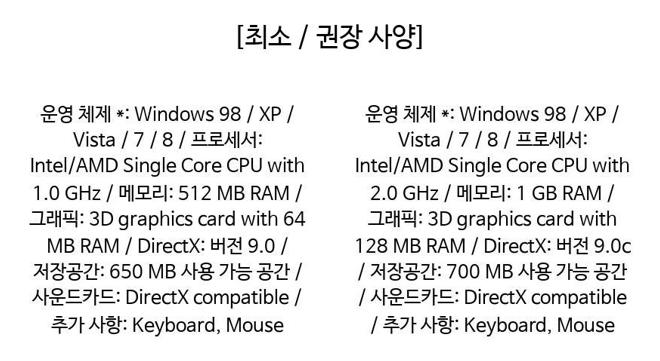 [최소 / 권장 사양]
운영 체제 *: Windows 98 / XP /
Vista / 7 / 8 / 프로세서:
Intel/AMD Single Core CPU with
1.0 GHz / 메모리: 512 MB RAM /
그래픽: 3D graphics card with 64
MB RAM / DirectX: 버전 9.0 /
저장공간: 650 MB 사용 가능 공간 /
사운드카드: DirectX compatible /
추가 사항: Keyboard, Mouse
운영 체제 *: Windows 98 / XP /
Vista / 7 / 8 / 프로세서:
Intel/AMD Single Core CPU with
2.0 GHz / 메모리: 1 GB RAM /
그래픽: 3D graphics card with
128 MB RAM / DirectX: 버전 9.0c
/ 저장공간: 700 MB 사용 가능 공간
/ 사운드카드: DirectX compatible
/ 추가 사항: Keyboard, Mouse